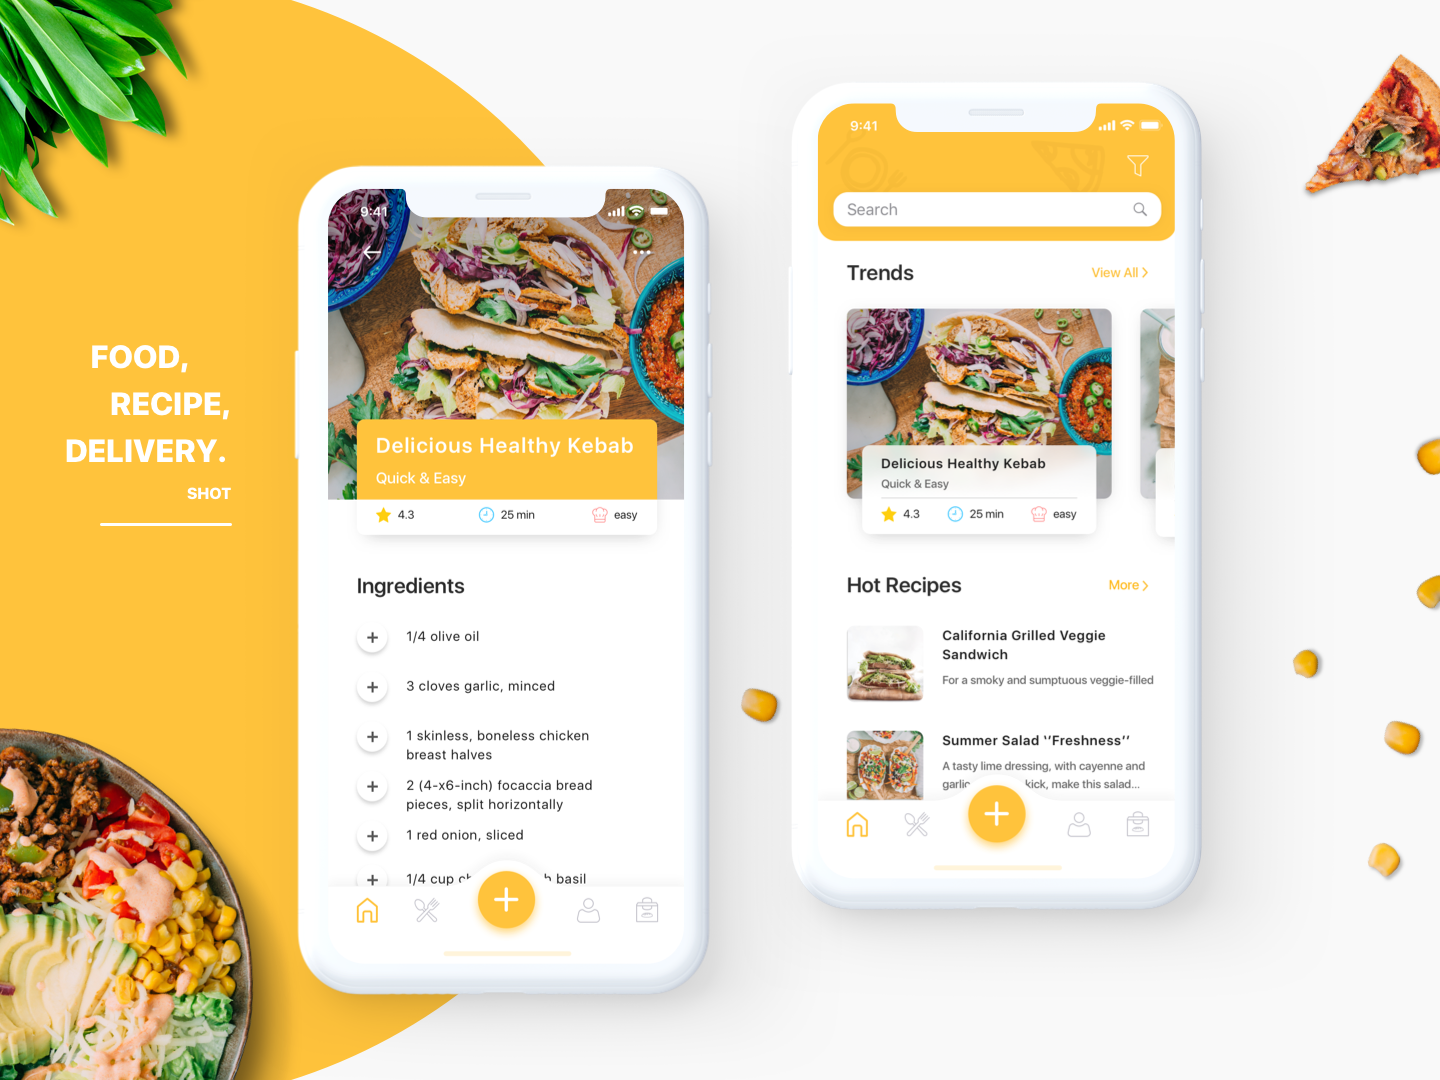 FOOD,
RECIPE,
DELIVERY.
SHOT
9:41
Delicious Healthy Kebab
Quick & Easy
4.3
25 min
easy
Ingredients
1/4 olive oil
3 cloves garlic, minced
1 skinless, boneless chicken
breast halves
2 (4-x6-inch) focaccia bread
pieces, split horizontally
1 red onion, sliced
1/4 cup basil
9:41
Search
Trends
View All
Delicious Healthy Kebab
Quick & Easy
4.3
25 min
easy
Hot Recipes
More
California Grilled Veggie
Sandwich
For a smoky and sumptuous veggie-filled
Summer Salad ‘‘Freshness’’
A tasty lime dressing, with cayenne and
kick, make this salad...